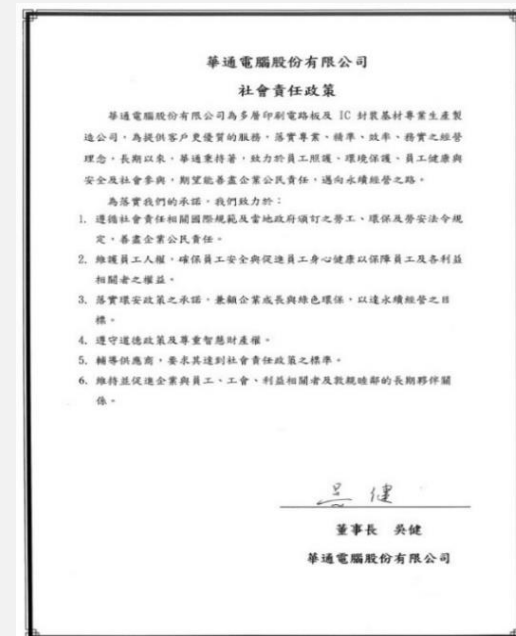 華通電腦股份有限公司
社會責任政策
華通電腦股份有限公司為多層印刷電路板及 IC 封裝基材專業生產製
造公司，為提供客戶更優質的服務，落實專業、精準、效率、務實之經營
理念，長期以來，華通秉持著，致力於員工照護、環境保護、員工健康與
安全及社會參與，期望能善盡企業公民責任，邁向永續經營之路。
為落實我們的承諾，我們致力於：
1. 遵循社會責任相關國際規範及當地政府頒訂之勞工、環保及勞安法令規
定，善盡企業公民責任。
2. 維護員工人權，確保員工安全與促進員工身心健康以保障員工及各利益
相關者之權益。
3. 落實環安政策之承諾，兼顧企業成長與綠色環保，以達永續經營之目
標。
4. 遵守道德政策及尊重智慧財產權。
5. 輔導供應商，要求其達到社會責任政策之標準。
6. 維持並促進企業與員工、工會、利益相關者及敦親睦鄰的長期夥伴關
係。
吳健
董事長 吳健
華通電腦股份有限公司